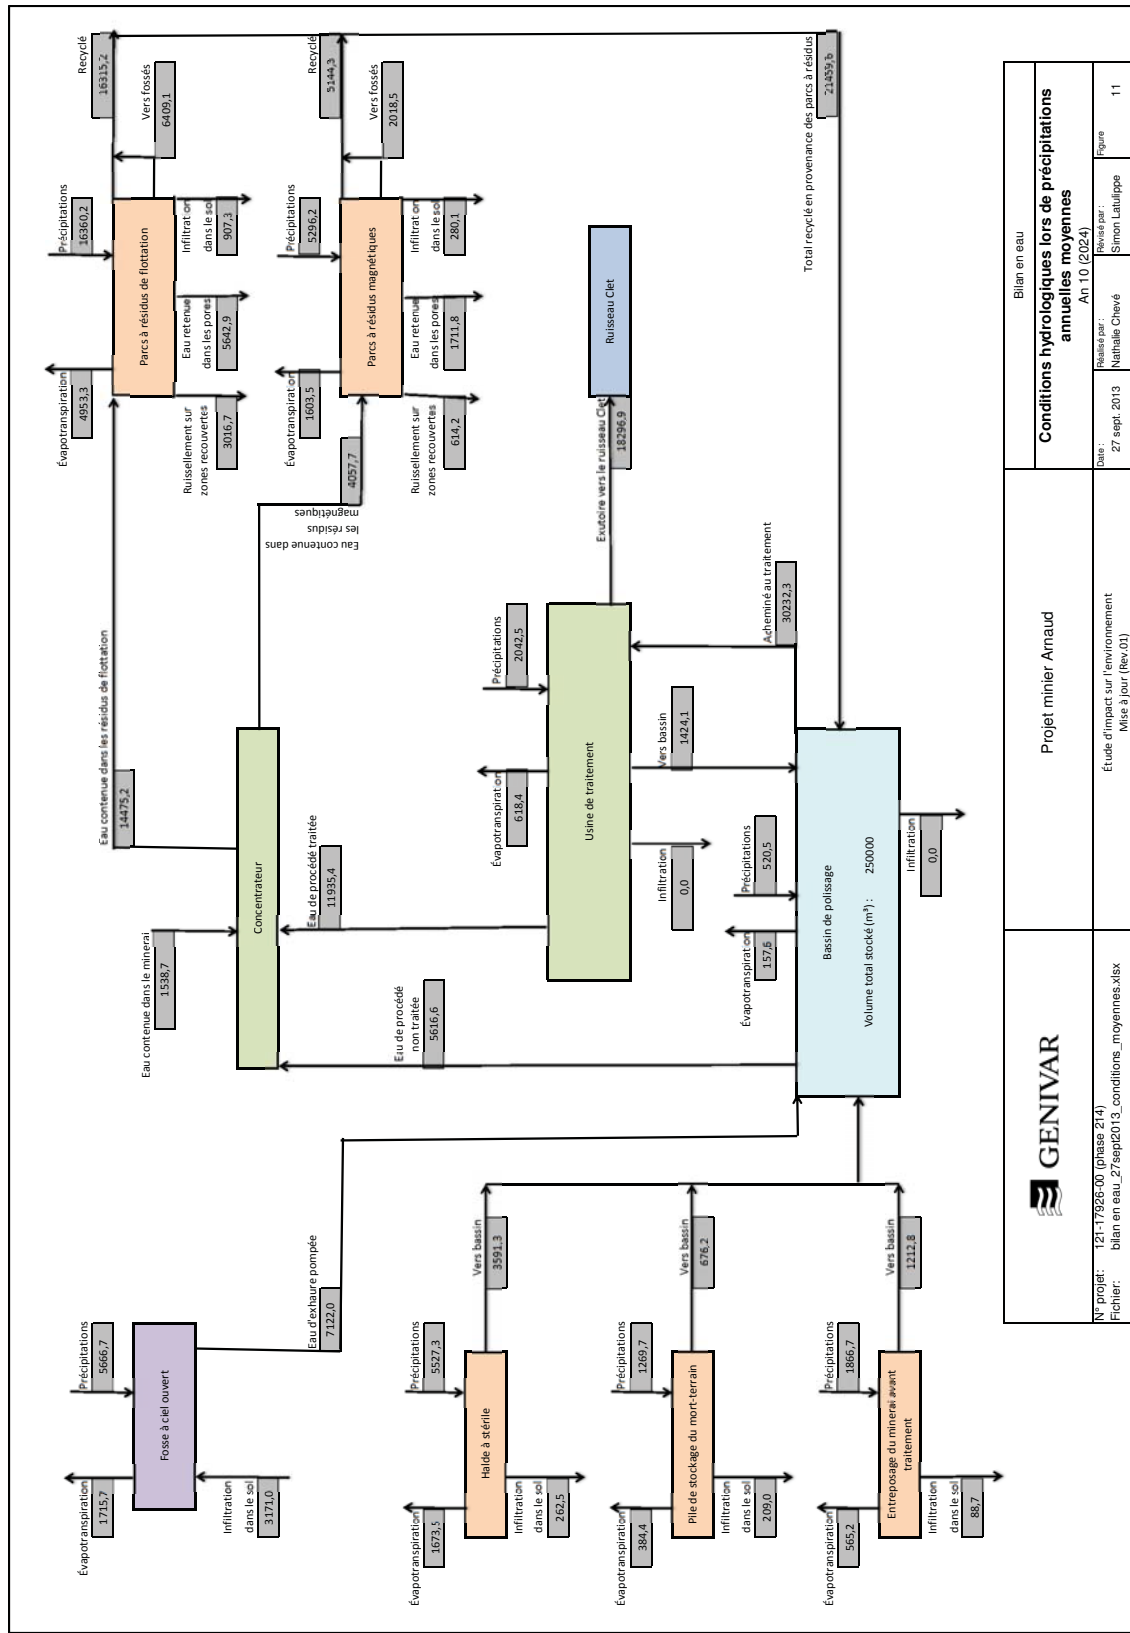 Évapotranspiration
1715,7
Précipitations
5666,7
Fosse à ciel ouvert
Infiltration
3171,0
Eau d'exhaure pompée
7122,0
Évapotranspiration
1673,5
Précipitations
5527,3
Halde à stérile
Infiltration
dans le sol
262,5
Vers bassin
3591,3
Évapotranspiration
384,4
Précipitations
1269,7
Pile de stockage du mort-terrain
Infiltration
dans le sol
209,0
Vers bassin
676,2
Évapotranspiration
565,2
Précipitations
1866,7
Entreposage du minerai avant
traitement
Infiltration
dans le sol
88,7
Vers bassin
1212,8
Eau contenue dans le minerai
1538,7
Concentrateur
Eau de procédé
non traitée
5616,6
Eau de procédé traitée
11935,4
Eau contenue dans les résidus de flottation
14475,2
Eau contenue dans
les résidus
magnétiques
4057,7
Évapotranspiration
618,4
Précipitations
2042,5
Usine de traitement
Infiltration
0,0
Vers bassin
1424,1
Acheminé au traitement
30232,3
Exutoire vers le ruisseau Clet
18296,9
Ruisseau Clet
Évapotranspiration
157,6
Précipitations
520,5
Bassin de polissage
Volume total stocké (m³) : 250000
Infiltration
0,0
Évapotranspiration
4953,3
Précipitations
16360,2
Parcs à résidus de flottation
Ruissellement sur
zones recouvertes
3016,7
Eau retenue
dans les pores
5642,9
Infiltration
dans le sol
907,3
Vers fossés
6409,1
Recyclé
16315,2
Évapotranspiration
1603,5
Précipitations
5296,2
Parcs à résidus magnétiques
Ruissellement sur
zones recouvertes
614,2
Eau retenue
dans les pores
1711,8
Infiltration
dans le sol
280,1
Vers fossés
2018,5
Recyclé
5144,3
Total recyclé en provenance des parcs à résidus
21459,6
GENIVAR
N° projet: 121-17926-00 (phase 214)
Fichier: bilan en eau_27sept2013_conditions_moyennes.xlsx
Projet minier Arnaud
Étude d'impact sur l'environnement
Mise à jour (Rev.01)
Bilan en eau
Conditions hydrologiques lors de précipitations
annuelles moyennes
An 10 (2024)
Date : 27 sept. 2013
Réalisé par : Nathalie Chevé
Révisé par : Simon Latulippe
Figure 11